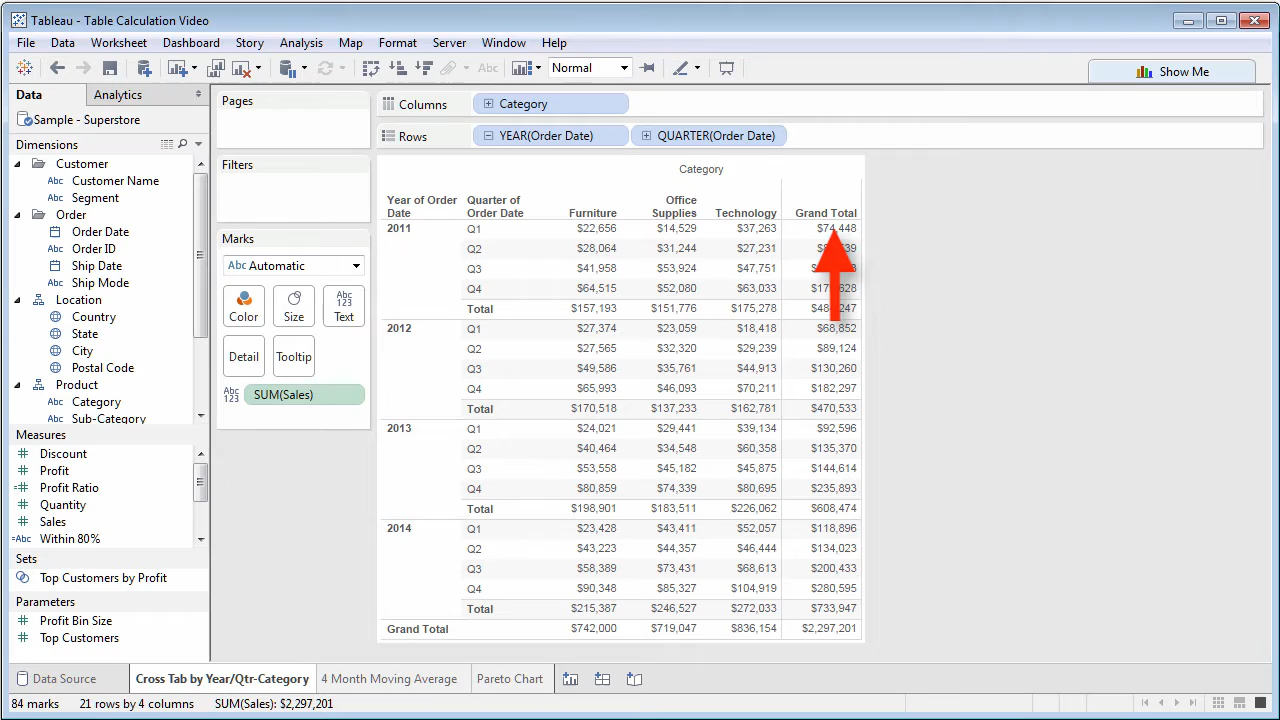 Tableau - Table Calculation Video
File Data Worksheet Dashboard Story Analysis Map Format Server Window Help
Abc Normal Show Me
Data Analytics
Sample - Superstore
Dimensions
Customer
Abc Customer Name
Abc Segment
Order
Order Date
Abc Order ID
Ship Date
Abc Ship Mode
Location
Country
State
City
Postal Code
Product
Abc Category
Abc Sub-Category
Measures
Discount
Profit
Profit Ratio
Quantity
Sales
Abc Within 80%
Sets
Top Customers by Profit
Parameters
Profit Bin Size
Top Customers
Pages
Filters
Marks
Abc Automatic
Color Size Abc 123 Text
Detail Tooltip
Abc 123 SUM(Sales)
Columns Category
Rows YEAR(Order Date) QUARTER(Order Date)
Category
Year of Order Date Quarter of Order Date Furniture Office Supplies Technology Grand Total
2011 Q1 $22,656 $14,529 $37,263 $74,448
Q2 $28,064 $31,244 $27,231
Q3 $41,958 $53,924 $47,751
Q4 $64,515 $52,080 $63,033
Total $157,193 $151,776 $175,278
2012 Q1 $27,374 $23,059 $18,418 $68,852
Q2 $27,565 $32,320 $29,239 $89,124
Q3 $49,586 $35,761 $44,913 $130,260
Q4 $65,993 $46,093 $70,211 $182,297
Total $170,518 $137,233 $162,781 $470,533
2013 Q1 $24,021 $29,441 $39,134 $92,596
Q2 $40,464 $34,548 $60,358 $135,370
Q3 $53,558 $45,182 $45,875 $144,614
Q4 $80,859 $74,339 $80,695 $235,893
Total $198,901 $183,511 $226,062 $608,474
2014 Q1 $23,428 $43,411 $52,057 $118,896
Q2 $43,223 $44,357 $46,444 $134,023
Q3 $58,389 $73,431 $68,613 $200,433
Q4 $90,348 $85,327 $104,919 $280,595
Total $215,387 $246,527 $272,033 $733,947
Grand Total $742,000 $719,047 $836,154 $2,297,201
Data Source Cross Tab by Year/Qtr-Category 4 Month Moving Average Pareto Chart
84 marks 21 rows by 4 columns SUM(Sales): $2,297,201